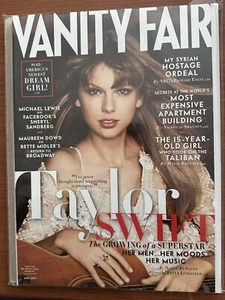 VANITY FAIR
PLUS
AMERICA'S
NEWEST
DREAM
GIRL!
MICHAEL LEWIS
ON
FACEBOOK'S
SHERYL
SANDBERG
MAUREEN DOWD
ON
BETTE MIDLER'S
RETURN TO
BROADWAY
MY SYRIAN
HOSTAGE
ORDEAL
SECRETS of the WORLD'S
MOST
EXPENSIVE
APARTMENT
BUILDING
THE 15-YEAR-
OLD GIRL
WHO TOOK ON THE
TALIBAN
Taylor
SWIFT
The GROWING of a SUPERSTAR
HER MEN...HER MOODS
HER MUSIC